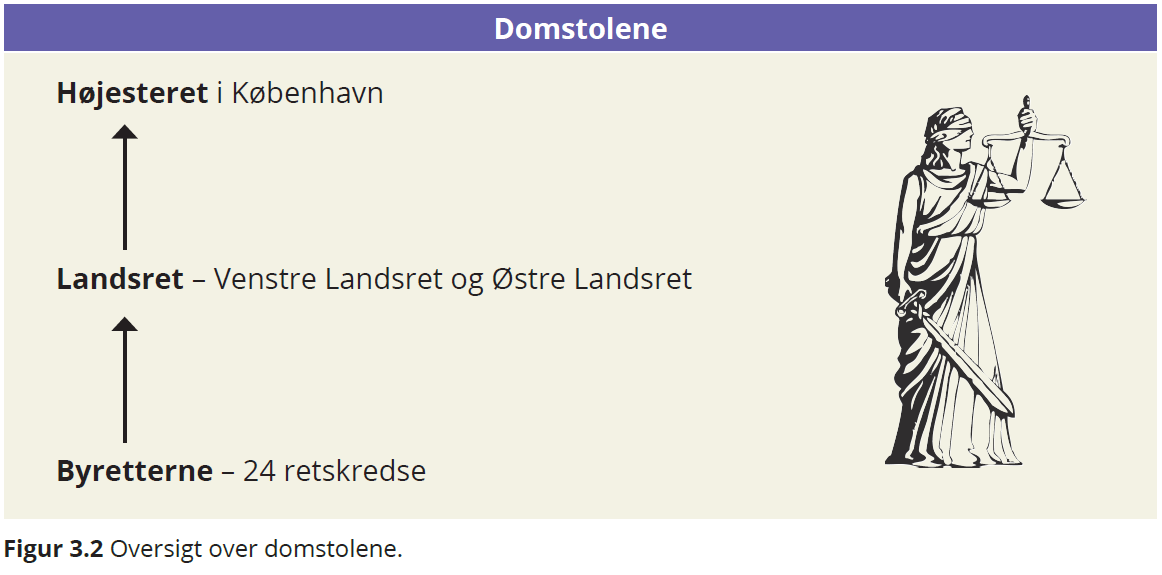 Domstolene
Højesteret i København
Landsret – Venstre Landsret og Østre Landsret
Byretterne – 24 retskredse
Figur 3.2 Oversigt over domstolene.